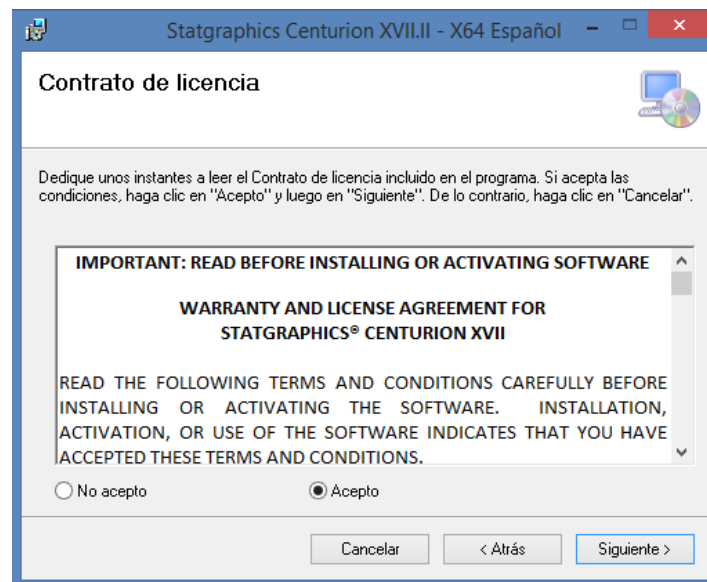 Statgraphics Centurion XVII.II - X64 Español
Contrato de licencia
Dedique unos instantes a leer el Contrato de licencia incluido en el programa. Si acepta las
condiciones, haga clic en "Acepto" y luego en "Siguiente". De lo contrario, haga clic en "Cancelar".
IMPORTANT: READ BEFORE INSTALLING OR ACTIVATING SOFTWARE
WARRANTY AND LICENSE AGREEMENT FOR
STATGRAPHICS® CENTURION XVII
READ THE FOLLOWING TERMS AND CONDITIONS CAREFULLY BEFORE
INSTALLING OR ACTIVATING THE SOFTWARE. INSTALLATION,
ACTIVATION, OR USE OF THE SOFTWARE INDICATES THAT YOU HAVE
ACCEPTED THESE TERMS AND CONDITIONS.
No acepto Acepto
Cancelar < Atrás Siguiente >